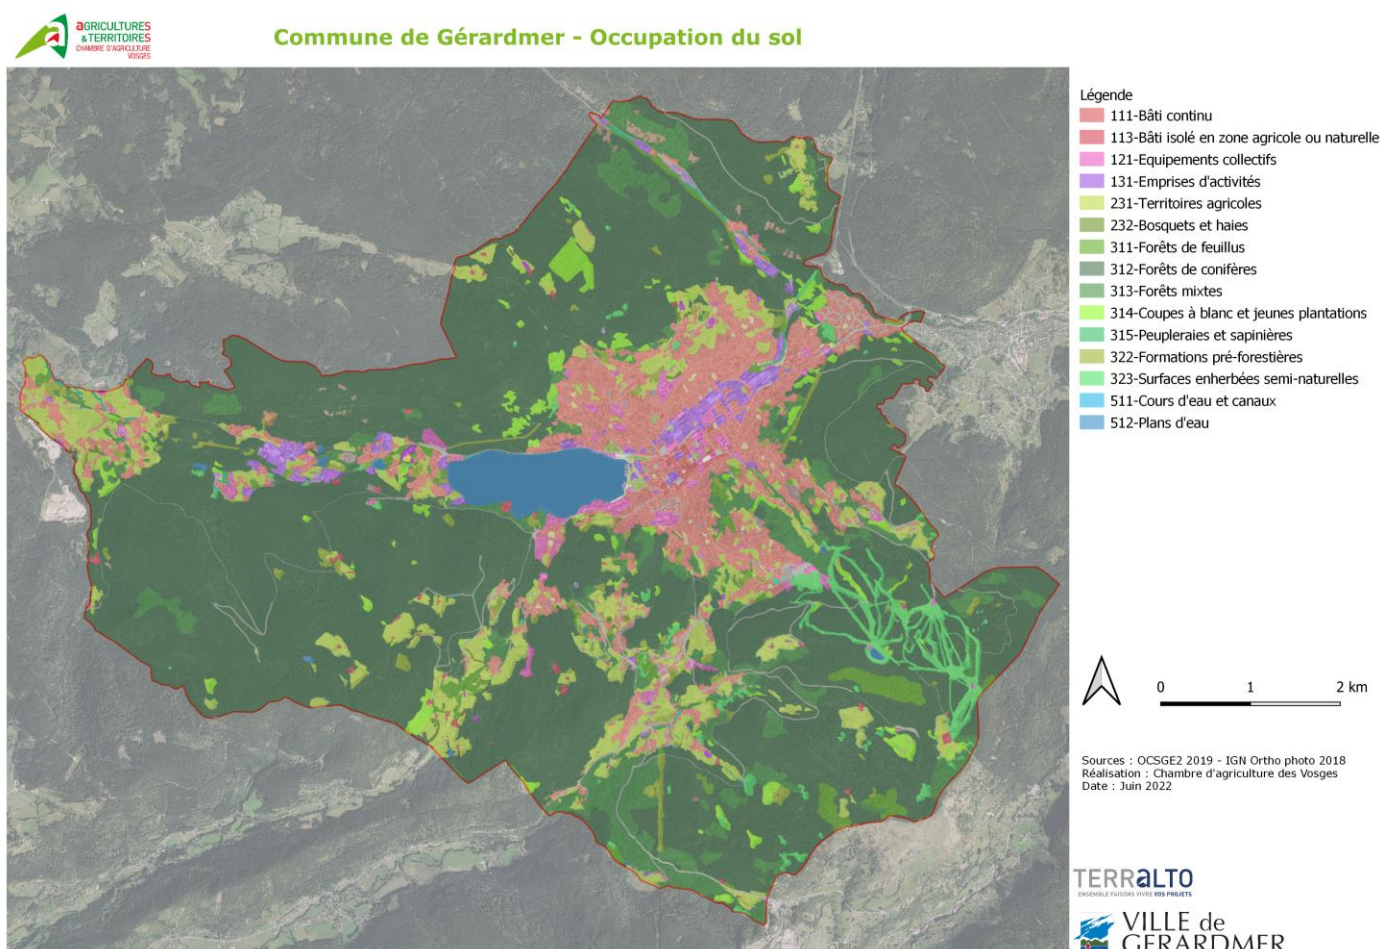 aGRICULTURES
& TERRITOIRES
CHAMBRE D'AGRICULTURE
VOSGES
Commune de Gérardmer - Occupation du sol
Légende
111-Bâti continu
113-Bâti isolé en zone agricole ou naturelle
121-Equipements collectifs
131-Emprises d'activités
231-Territoires agricoles
232-Bosquets et haies
311-Forêts de feuillus
312-Forêts de conifères
313-Forêts mixtes
314-Coupes à blanc et jeunes plantations
315-Peupleraies et sapinières
322-Formations pré-forestières
323-Surfaces enherbées semi-naturelles
511-Cours d'eau et canaux
512-Plans d'eau
0 1 2 km
Sources : OCSGE2 2019 - IGN Ortho photo 2018
Réalisation : Chambre d'agriculture des Vosges
Date : Juin 2022
TERRaLTO
ENSEMBLE FAISONS VIVRE VOS PROJETS
VILLE de
GERARDMER